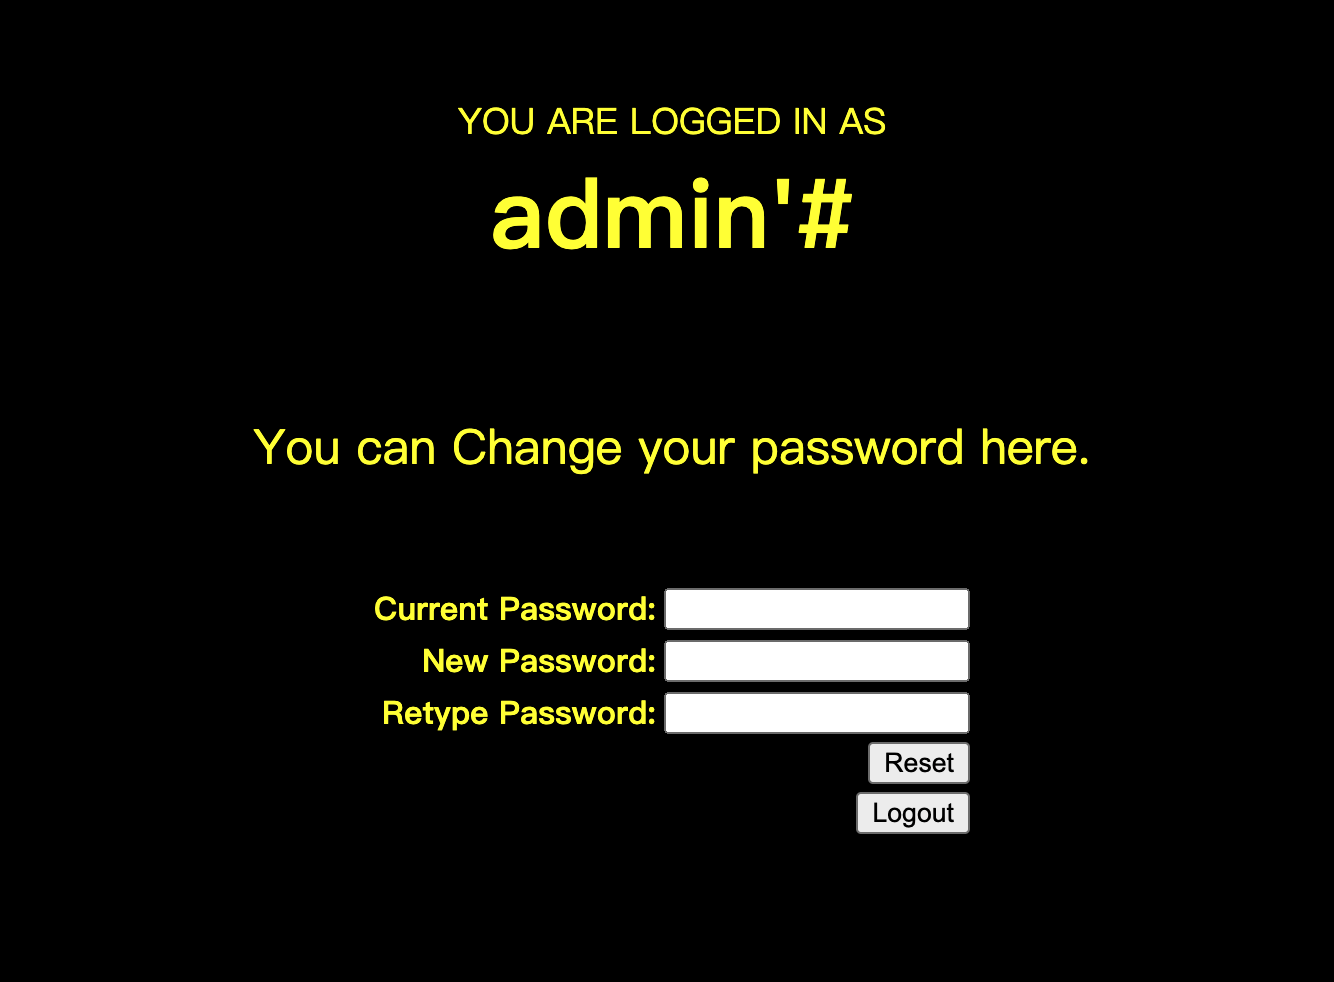 YOU ARE LOGGED IN AS
admin'#
You can Change your password here.
Current Password:
New Password:
Retype Password:
Reset
Logout